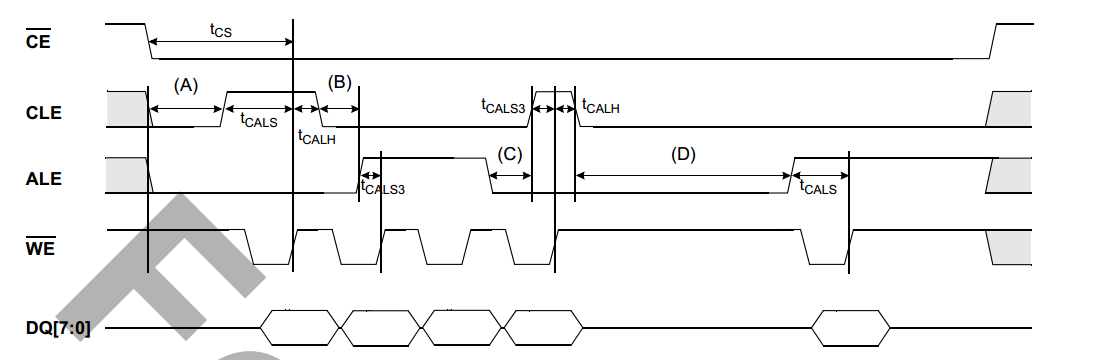 tCS
CE
(A)
(B)
CLE
tCALS
tCALH
tCALS3
tCALH
ALE
tCALS3
(C)
(D)
tCALS
WE
DQ[7:0]